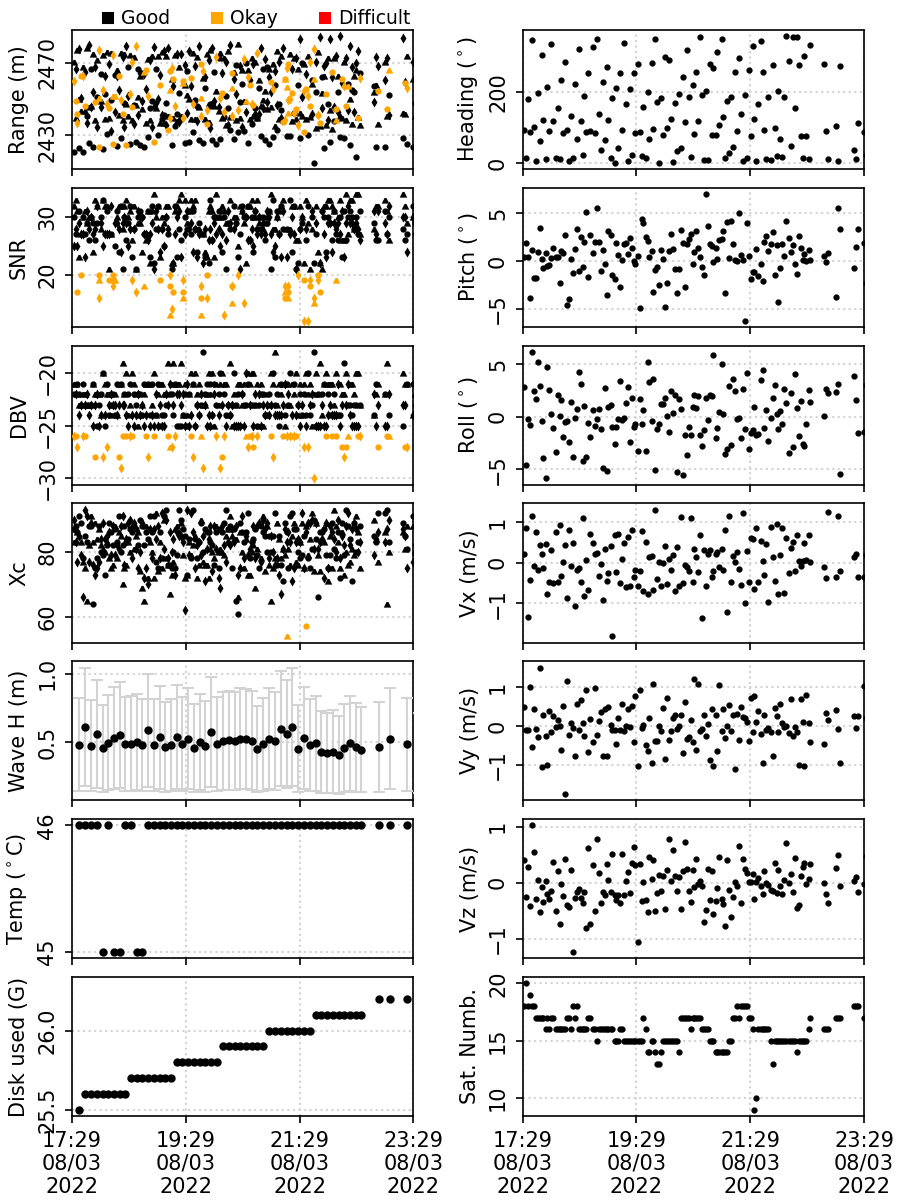 Good Okay Difficult
Range (m)
2470
2430
Heading (°)
200
0
SNR
30
20
Pitch (°)
5
0
−5
DBV
−20
−25
−30
Roll (°)
5
0
−5
Xc
80
60
Vx (m/s)
1
0
−1
Wave H (m)
1.0
0.5
Vy (m/s)
1
0
−1
Temp (°C)
46
45
Vz (m/s)
1
0
−1
Disk used (G)
26.0
25.5
Sat. Numb.
20
15
10
17:29 19:29 21:29 23:29
08/03 08/03 08/03 08/03
2022 2022 2022 2022
17:29 19:29 21:29 23:29
08/03 08/03 08/03 08/03
2022 2022 2022 2022